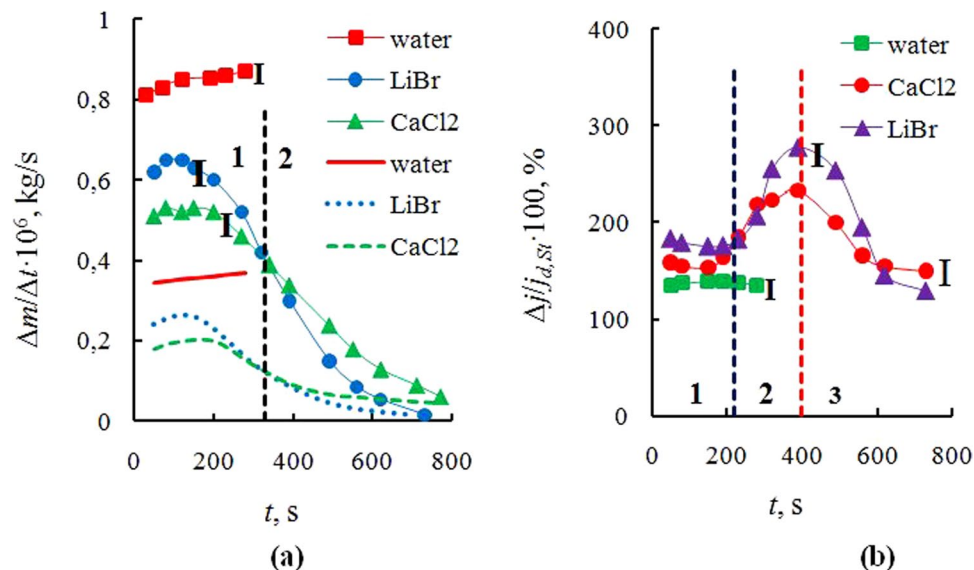 1
0,8
0,6
0,4
0,2
0
0 200 400 600 800
Δm/Δt·10⁶, kg/s
t, s
water
LiBr
CaCl2
water
LiBr
CaCl2
1 2
(a)
400
300
200
100
0
0 200 400 600 800
Δj/j_d,St·100, %
t, s
water
CaCl2
LiBr
1 2 3
(b)